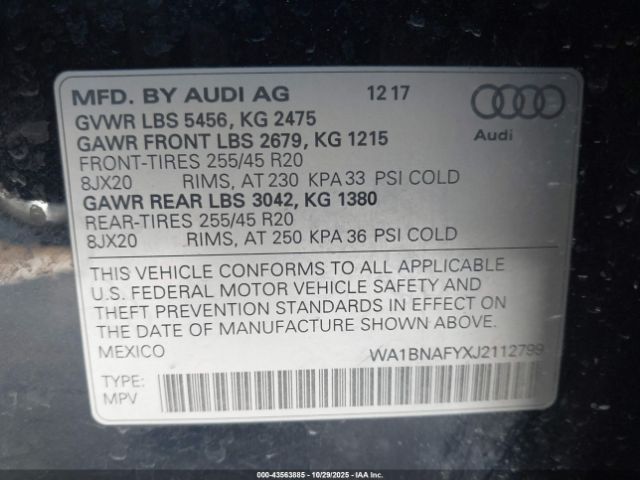 MFD. BY AUDI AG 12 17
GVWR LBS 5456, KG 2475
GAWR FRONT LBS 2679, KG 1215
FRONT-TIRES 255/45 R20
8JX20 RIMS, AT 230 KPA 33 PSI COLD
GAWR REAR LBS 3042, KG 1380
REAR-TIRES 255/45 R20
8JX20 RIMS, AT 250 KPA 36 PSI COLD
Audi
THIS VEHICLE CONFORMS TO ALL APPLICABLE
U.S. FEDERAL MOTOR VEHICLE SAFETY AND
THEFT PREVENTION STANDARDS IN EFFECT ON
THE DATE OF MANUFACTURE SHOWN ABOVE.
MEXICO WA1BNAFYXJ2112799
TYPE:
MPV
000-43563885 - 10/29/2025 - IAA Inc.